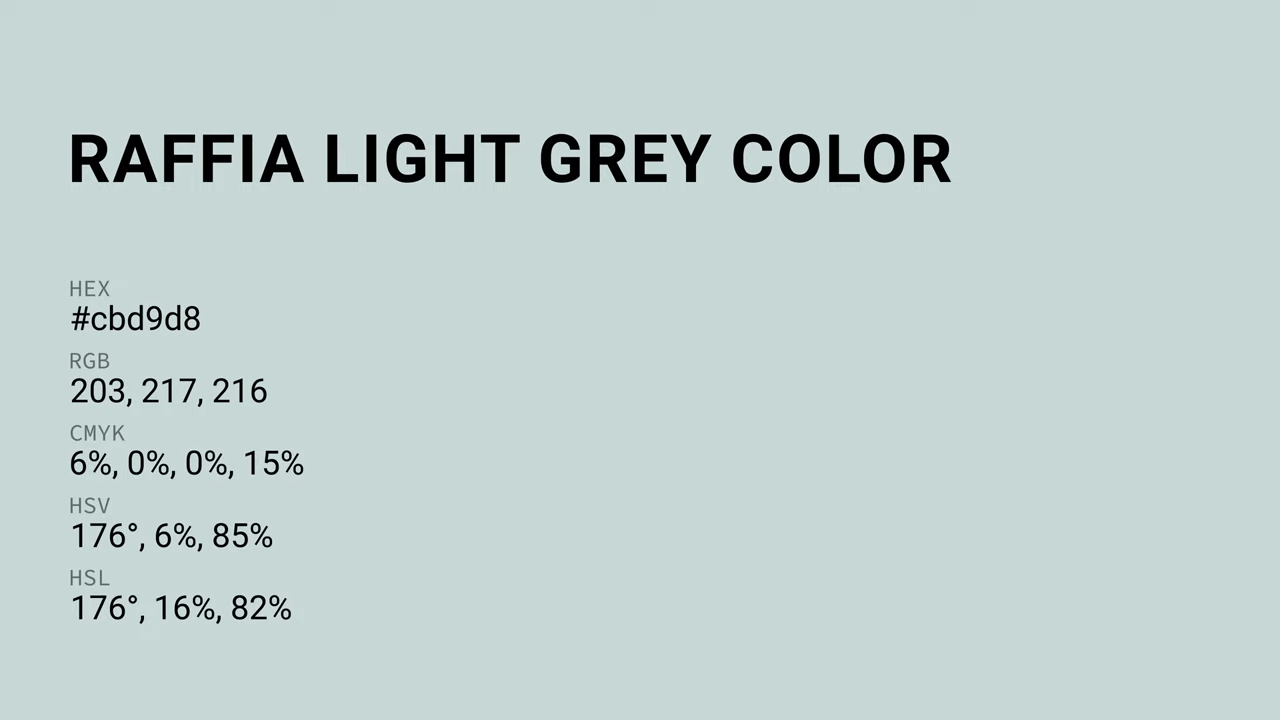 RAFFIA LIGHT GREY COLOR
HEX
#cbd9d8
RGB
203, 217, 216
CMYK
6%, 0%, 0%, 15%
HSV
176°, 6%, 85%
HSL
176°, 16%, 82%